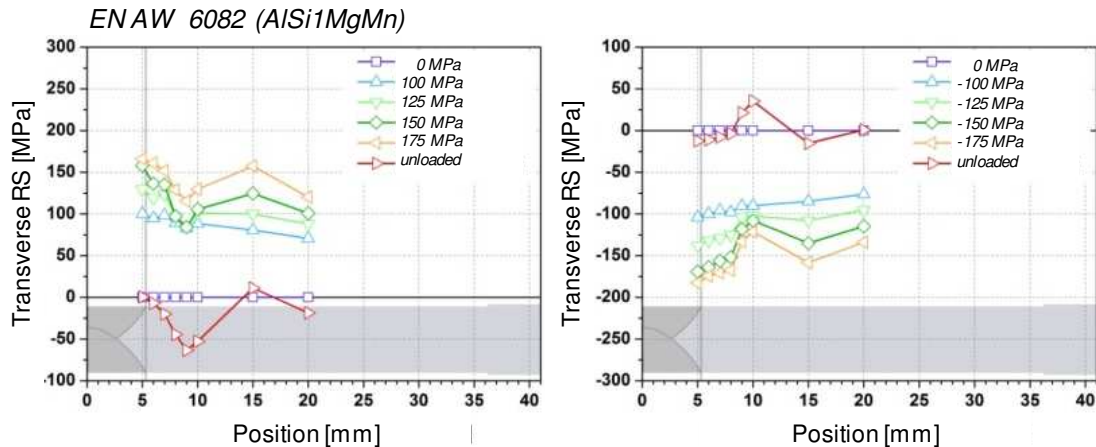 EN AW 6082 (AlSi1MgMn)
300
250
200
150
100
50
0
-50
-100
Transverse RS [MPa]
0 MPa
100 MPa
125 MPa
150 MPa
175 MPa
unloaded
0 5 10 15 20 25 30 35 40
Position [mm]
100
50
0
-50
-100
-150
-200
-250
-300
Transverse RS [MPa]
0 MPa
-100 MPa
-125 MPa
-150 MPa
-175 MPa
unloaded
0 5 10 15 20 25 30 35 40
Position [mm]